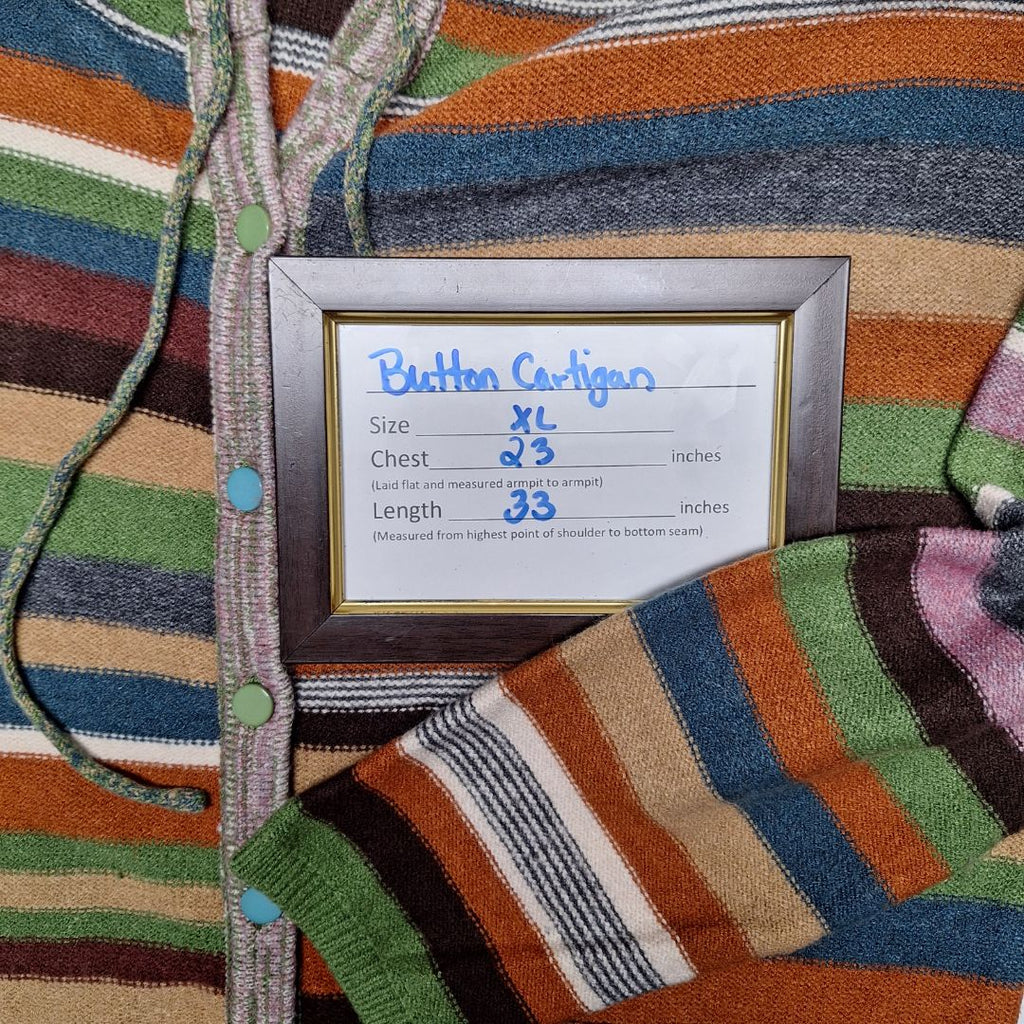 Button Cartigan
Size XL
Chest 23 inches
(Laid flat and measured armpit to armpit)
Length 33 inches
(Measured from highest point of shoulder to bottom seam)